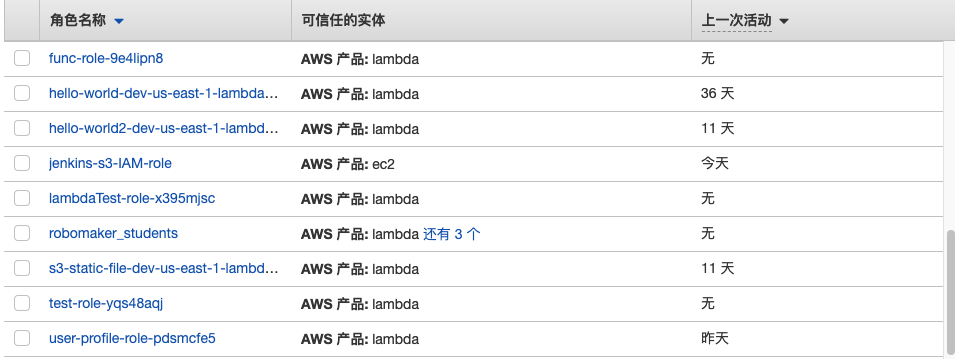 角色名称 可信任的实体 上一次活动
func-role-9e4lipn8 AWS 产品: lambda 无
hello-world-dev-us-east-1-lambda... AWS 产品: lambda 36 天
hello-world2-dev-us-east-1-lambd... AWS 产品: lambda 11 天
jenkins-s3-IAM-role AWS 产品: ec2 今天
lambdaTest-role-x395mjsc AWS 产品: lambda 无
robomaker_students AWS 产品: lambda 还有 3 个 无
s3-static-file-dev-us-east-1-lambd... AWS 产品: lambda 11 天
test-role-yqs48aqj AWS 产品: lambda 无
user-profile-role-pdsmcfe5 AWS 产品: lambda 昨天